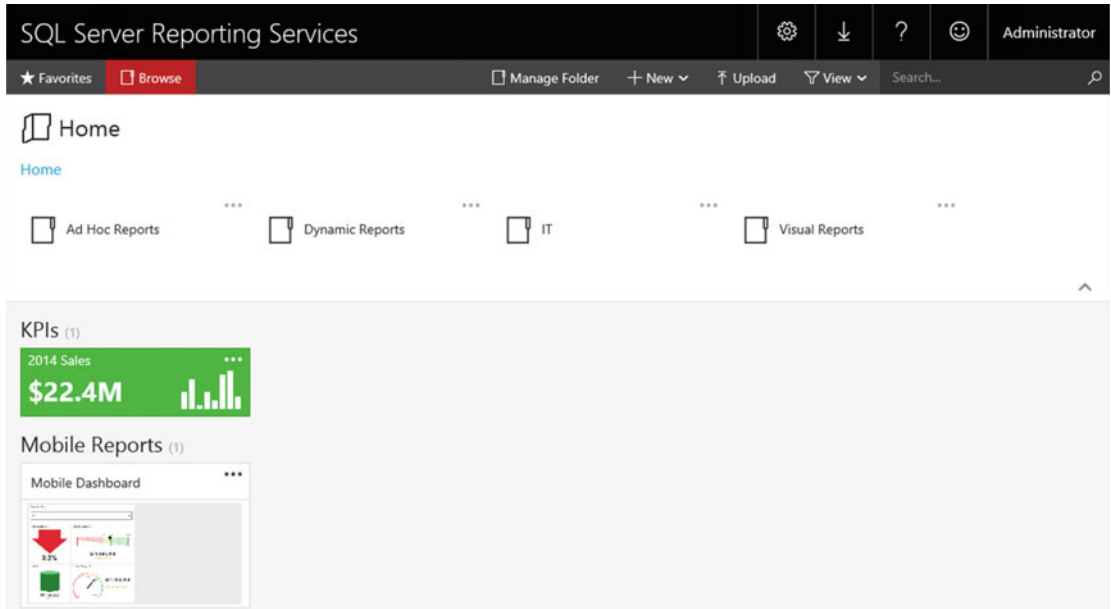 SQL Server Reporting Services
?
Administrator
Favorites
Browse
Manage Folder
New
Upload
View
Search...
Home
Home
Ad Hoc Reports
Dynamic Reports
IT
Visual Reports
KPIs (1)
2014 Sales
$22.4M
Mobile Reports (1)
Mobile Dashboard
3.2%